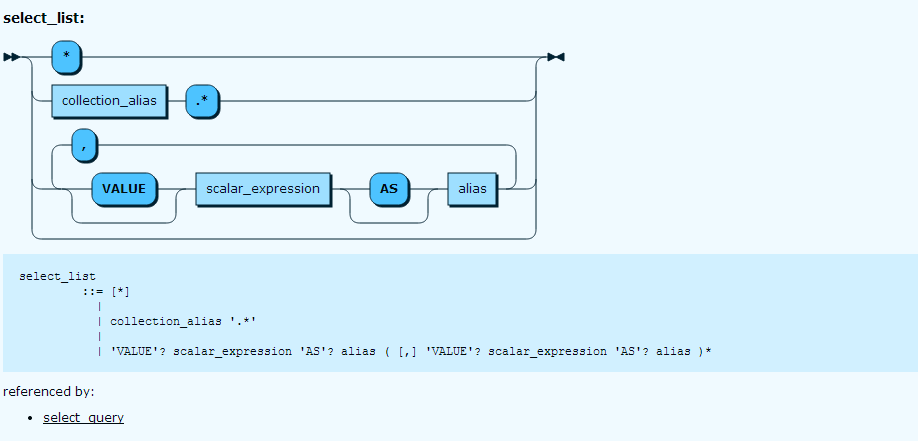 select_list:
*
collection_alias .*
,
VALUE scalar_expression AS alias
select_list
::= [*]
|
| collection_alias '.*'
|
| 'VALUE'? scalar_expression 'AS'? alias ( [,] 'VALUE'? scalar_expression 'AS'? alias )*
referenced by:
• select_query